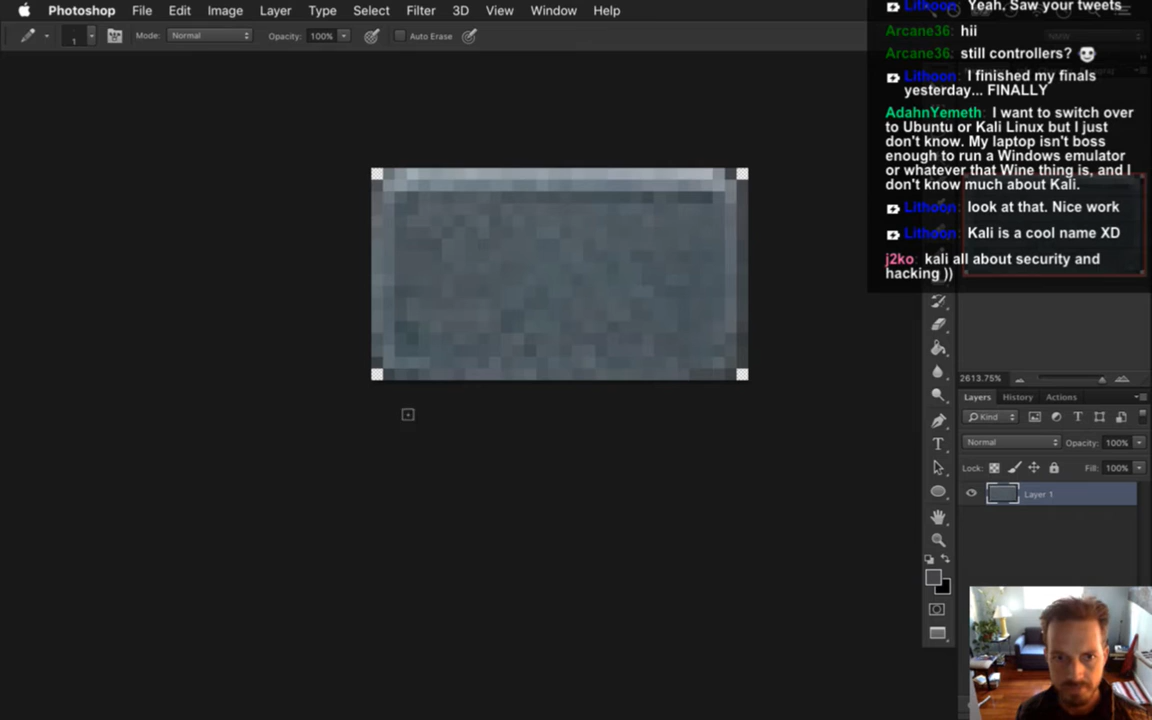 Photoshop File Edit Image Layer Type Select Filter 3D View Window Help
1 Mode: Normal Opacity: 100% Auto Erase
Lithoon: Yeah. Saw your tweets
Arcane36: hii
Arcane36: still controllers?
Lithoon: I finished my finals
yesterday... FINALLY
AdahnYemeth: I want to switch over
to Ubuntu or Kali Linux but I just
don't know. My laptop isn't boss
enough to run a Windows emulator
or whatever that Wine thing is, and I
don't know much about Kali.
Lithoon: look at that. Nice work
Lithoon: Kali is a cool name XD
j2ko: kali all about security and
hacking ))
2613.75%
Layers History Actions
Kind
Normal Opacity: 100%
Lock: Fill: 100%
Layer 1